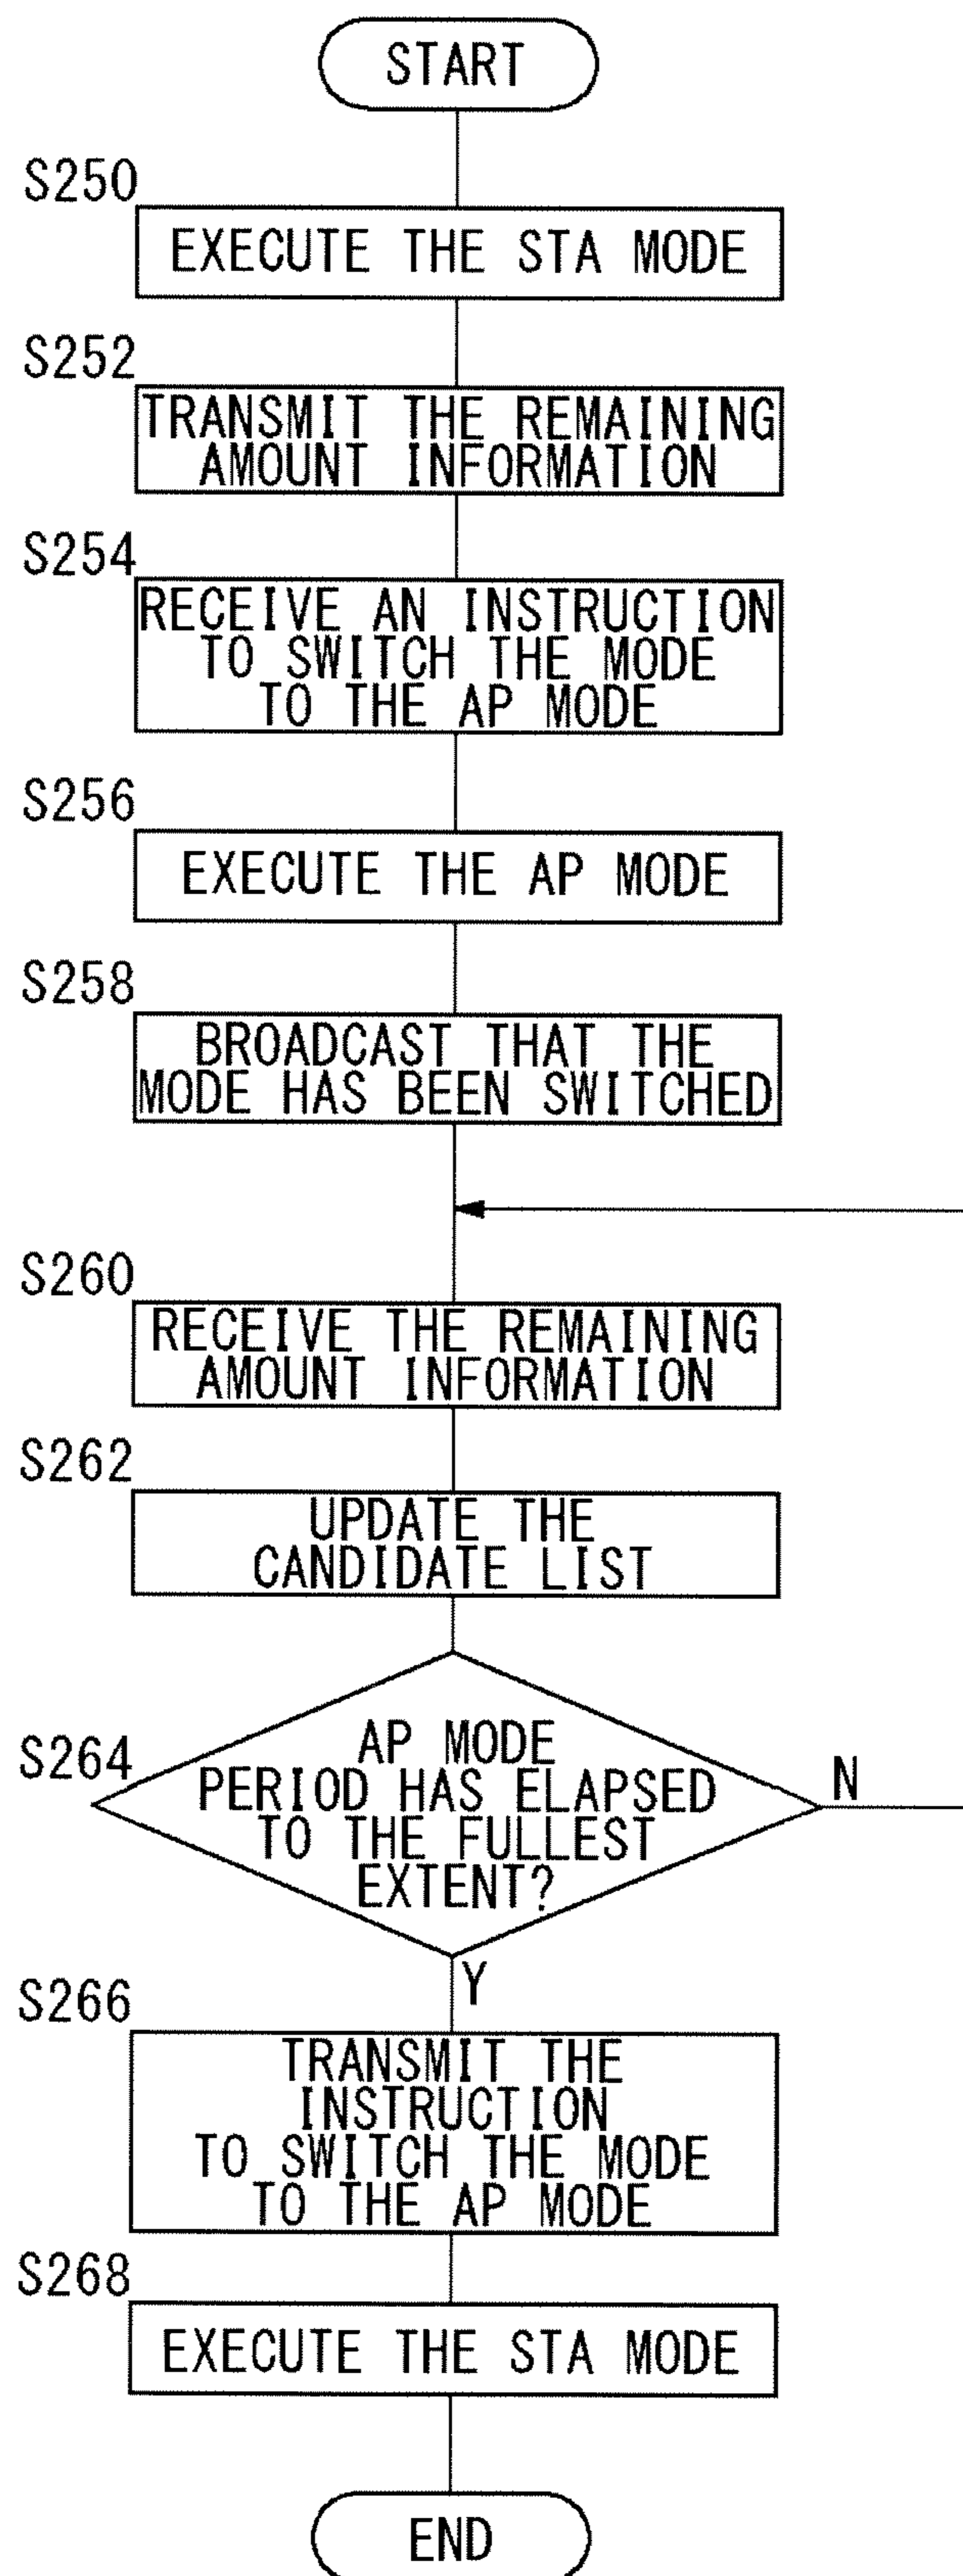 START
S250
EXECUTE THE STA MODE
S252
TRANSMIT THE REMAINING
AMOUNT INFORMATION
S254
RECEIVE AN INSTRUCTION
TO SWITCH THE MODE
TO THE AP MODE
S256
EXECUTE THE AP MODE
S258
BROADCAST THAT THE
MODE HAS BEEN SWITCHED
S260
RECEIVE THE REMAINING
AMOUNT INFORMATION
S262
UPDATE THE
CANDIDATE LIST
S264
AP MODE
PERIOD HAS ELAPSED
TO THE FULLEST
EXTENT?
N
Y
S266
TRANSMIT THE
INSTRUCTION
TO SWITCH THE MODE
TO THE AP MODE
S268
EXECUTE THE STA MODE
END